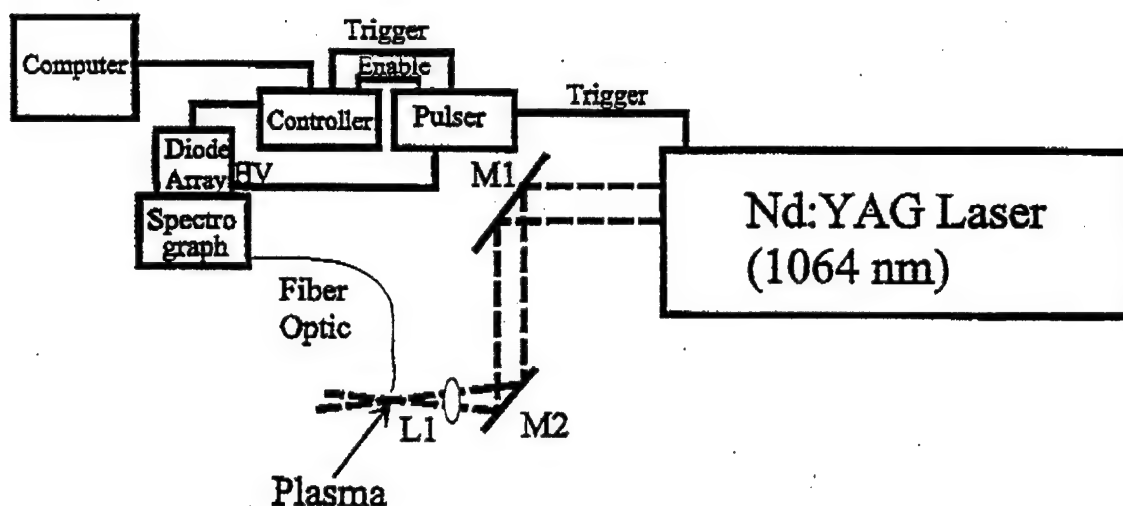 Trigger
Computer
Enable
Controller
Pulser
Trigger
Diode
Array
HV
M1
Spectro
graph
Nd:YAG Laser
(1064 nm)
Fiber
Optic
L1
M2
Plasma